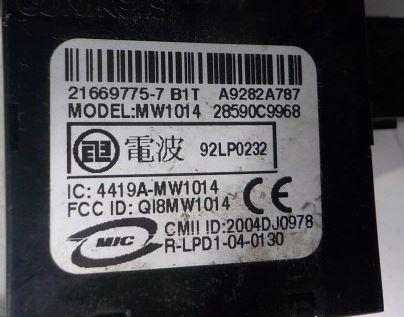 21669775-7 B1T A9282A787
MODEL:MW1014 28590C9968
電波 92LP0232
IC: 4419A-MW1014
FCC ID: QI8MW1014
CE
MIC
CMII ID:2004DJ0978
R-LPD1-04-0130